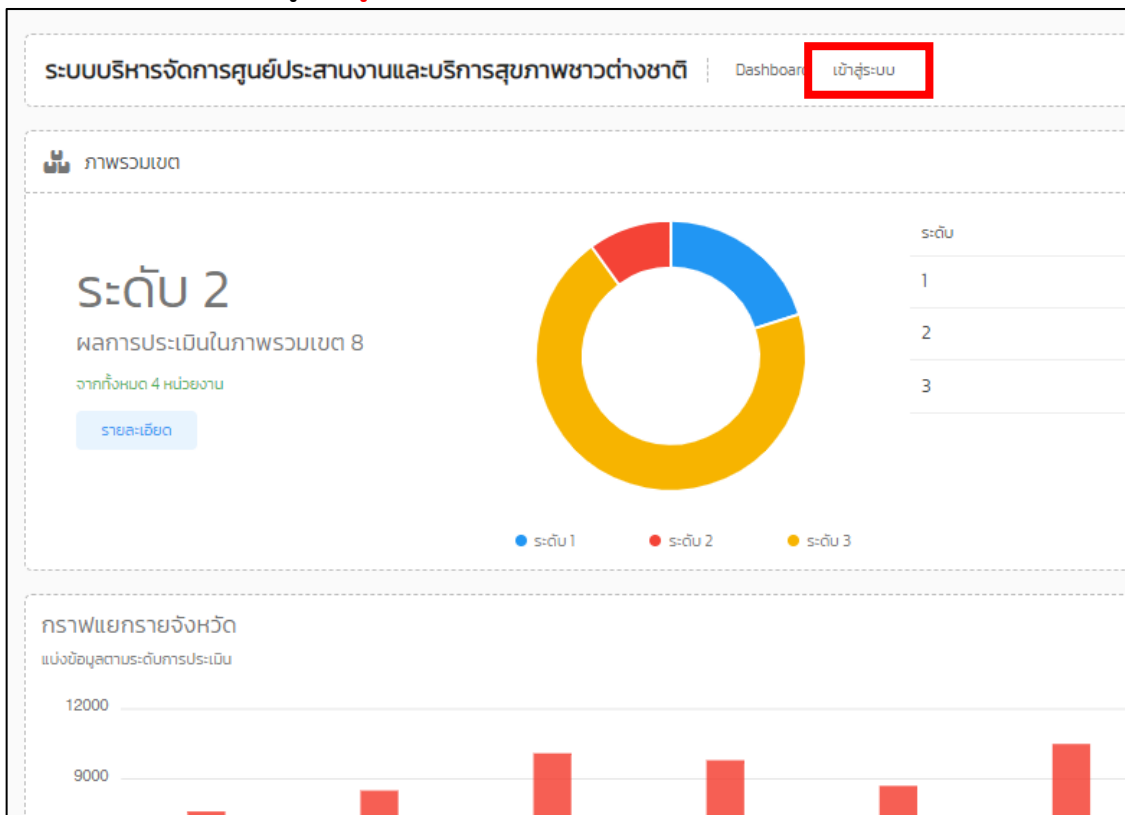 ระบบบริหารจัดการศูนย์ประสานงานและบริการสุขภาพชาวต่างชาติ Dashboard เข้าสู่ระบบ
ภาพรวมเขต
ระดับ 2
ผลการประเมินในภาพรวมเขต 8
จากทั้งหมด 4 หน่วยงาน
รายละเอียด
ระดับ
1
2
3
ระดับ 1 ระดับ 2 ระดับ 3
กราฟแยกรายจังหวัด
แบ่งข้อมูลตามระดับการประเมิน
12000
9000